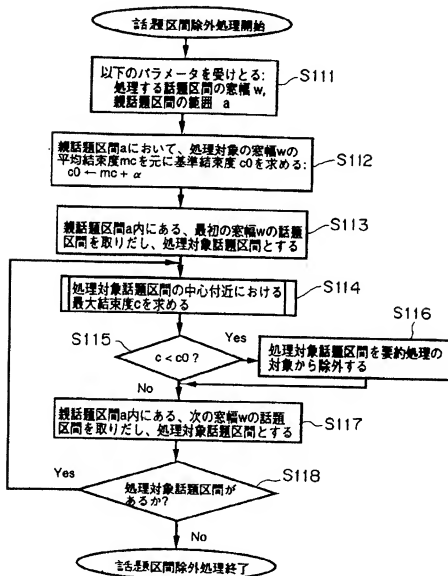 話題区間除外処理開始
以下のパラメータを受けとる:
処理する話題区間の窓幅 w,
親話題区間の範囲 a
S111
親話題区間aにおいて、処理対象の窓幅wの
平均結束度mcを元に基準結束度 c0を求める:
c0 ← mc + α
S112
親話題区間a内にある、最初の窓幅wの話題
区間を取りだし、処理対象話題区間とする
S113
処理対象話題区間の中心付近における
最大結束度cを求める
S114
S115
c < c0 ?
Yes
No
S116
処理対象話題区間を要約処理の
対象から除外する
親話題区間a内にある、次の窓幅wの話題
区間を取りだし、処理対象話題区間とする
S117
処理対象話題区間が
あるか?
S118
Yes
No
話題区間除外処理終了